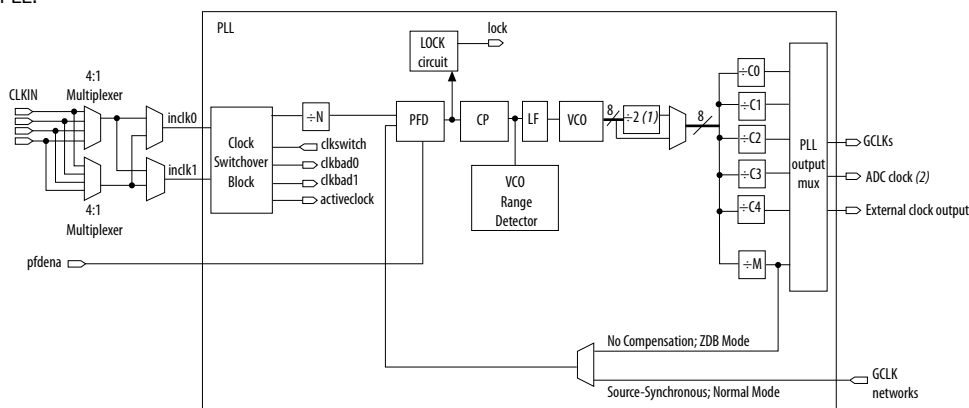 PLL.
PLL
lock
LOCK
circuit
4:1
Multiplexer
CLKIN
inclk0
inclk1
4:1
Multiplexer
Clock
Switchover
Block
÷N
clkswitch
clkbad0
clkbad1
activeclock
pfdena
PFD
CP
LF
VCO
VCO
Range
Detector
8
÷2 (1)
8
÷C0
÷C1
÷C2
÷C3
÷C4
÷M
PLL
output
mux
GCLKs
ADC clock (2)
External clock output
No Compensation; ZDB Mode
Source-Synchronous; Normal Mode
GCLK
networks